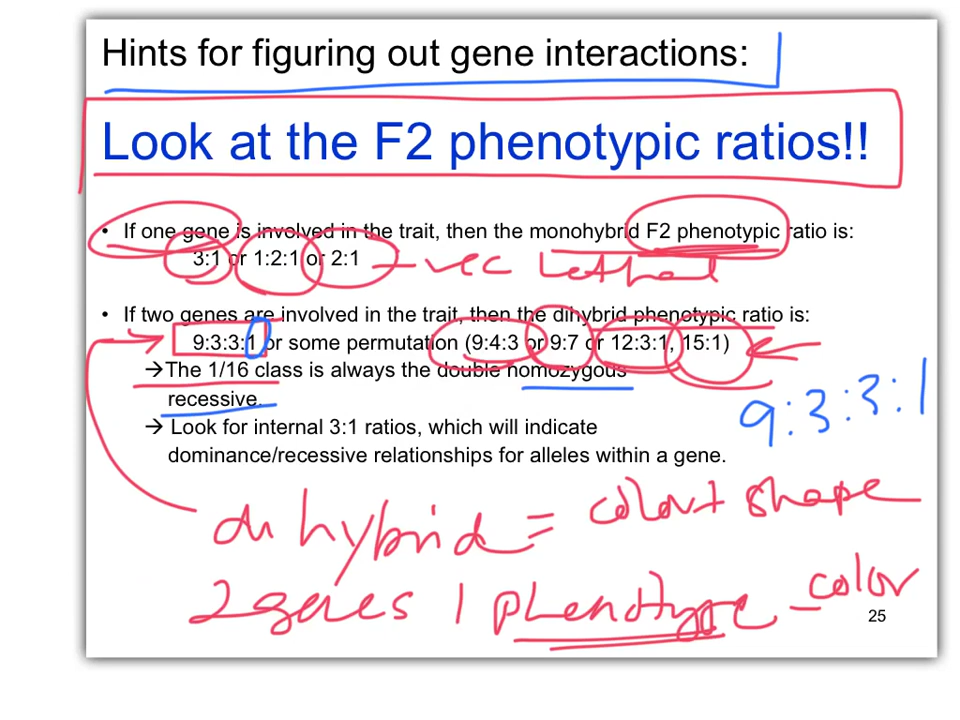 Hints for figuring out gene interactions:
Look at the F2 phenotypic ratios!!
• If one gene is involved in the trait, then the monohybrid F2 phenotypic ratio is:
3:1 or 1:2:1 or 2:1 – rec Lethal
• If two genes are involved in the trait, then the dihybrid phenotypic ratio is:
9:3:3:1 or some permutation (9:4:3 or 9:7 or 12:3:1, 15:1)
→The 1/16 class is always the double homozygous
recessive.
9:3:3:1
→ Look for internal 3:1 ratios, which will indicate
dominance/recessive relationships for alleles within a gene.
dihybrid = color + shape
2 genes 1 phenotype – color
25